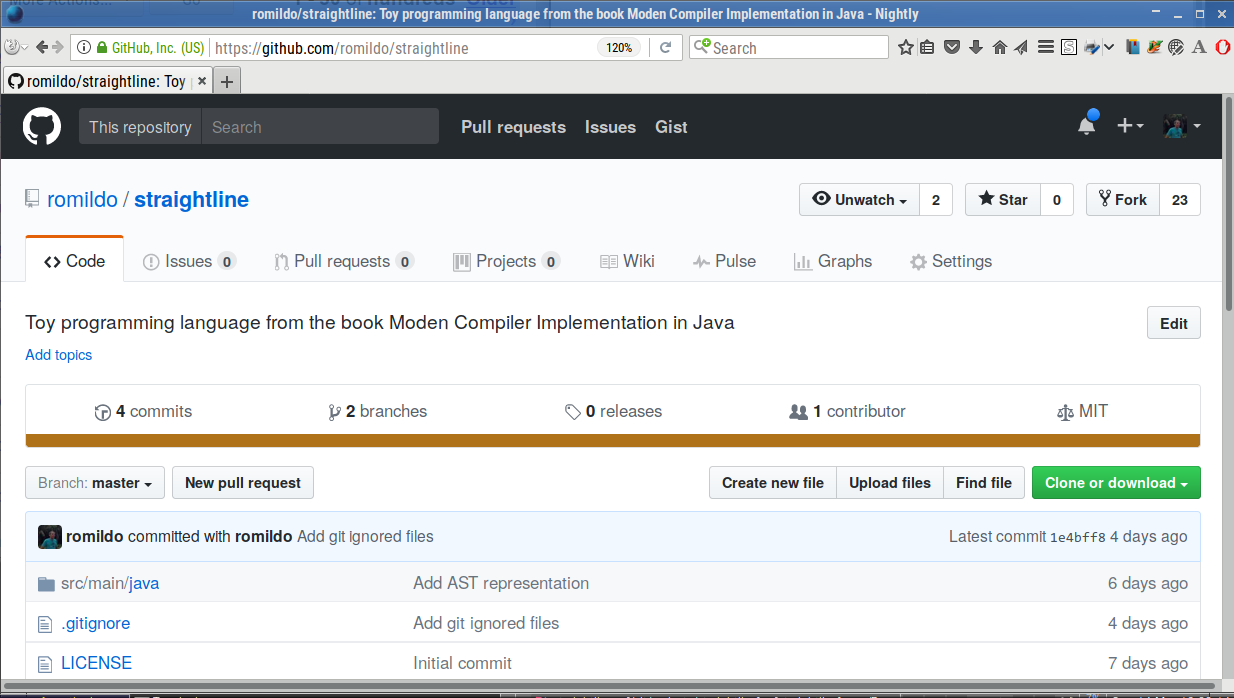 romildo/straightline: Toy programming language from the book Moden Compiler Implementation in Java - Nightly
GitHub, Inc. (US) https://github.com/romildo/straightline 120% Search
romildo/straightline: Toy
This repository Search Pull requests Issues Gist
romildo / straightline Unwatch 2 Star 0 Fork 23
Code Issues 0 Pull requests 0 Projects 0 Wiki Pulse Graphs Settings
Toy programming language from the book Moden Compiler Implementation in Java Edit
Add topics
4 commits 2 branches 0 releases 1 contributor MIT
Branch: master New pull request Create new file Upload files Find file Clone or download
romildo committed with romildo Add git ignored files Latest commit 1e4bff8 4 days ago
src/main/java Add AST representation 6 days ago
.gitignore Add git ignored files 4 days ago
LICENSE Initial commit 7 days ago